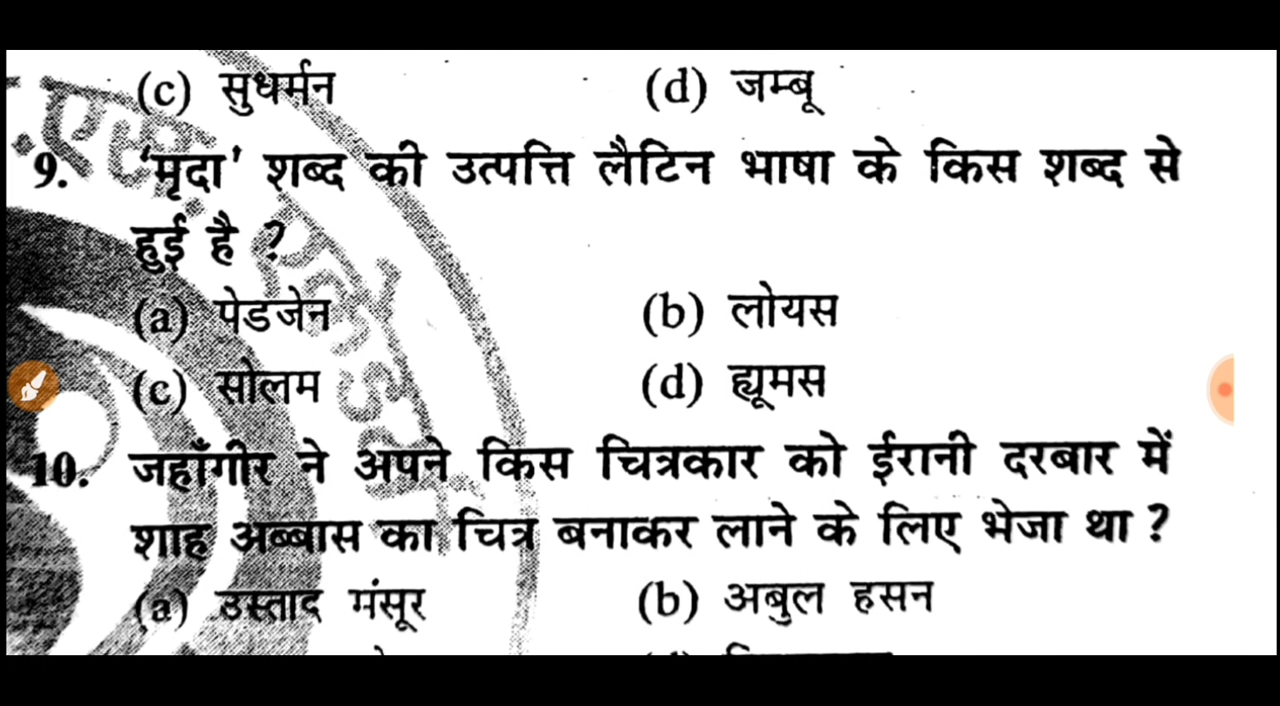 (c) सुधर्मन (d) जम्बू
9. 'मृदा' शब्द की उत्पत्ति लैटिन भाषा के किस शब्द से
हुई है ?
(a) पेडजेन (b) लोयस
(c) सोलम (d) ह्यूमस
10. जहाँगीर ने अपने किस चित्रकार को ईरानी दरबार में
शाह अब्बास का चित्र बनाकर लाने के लिए भेजा था ?
(a) उस्ताद मंसूर (b) अबुल हसन